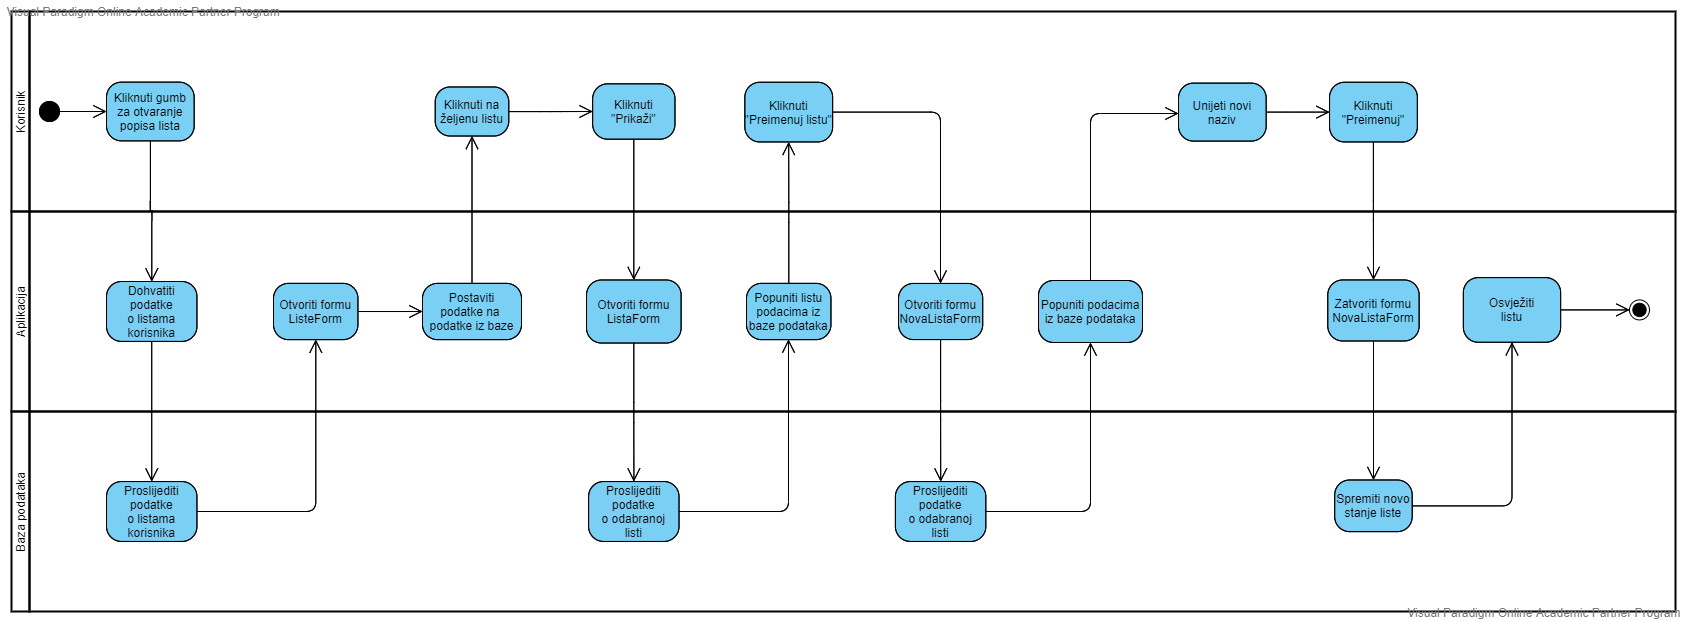 Visual Paradigm Online Academic Partner Program
Korisnik
Kliknuti gumb
za otvaranje
popisa lista
Kliknuti na
željenu listu
Kliknuti
"Prikaži"
Kliknuti
"Preimenuj listu"
Unijeti novi
naziv
Kliknuti
"Preimenuj"
Aplikacija
Dohvatiti
podatke
o listama
korisnika
Otvoriti formu
ListeForm
Postaviti
podatke na
podatke iz baze
Otvoriti formu
ListaForm
Popuniti listu
podacima iz
baze podataka
Otvoriti formu
NovaListaForm
Popuniti podacima
iz baze podataka
Zatvoriti formu
NovaListaForm
Osvježiti
listu
Baza podataka
Proslijediti
podatke
o listama
korisnika
Proslijediti
podatke
o odabranoj
listi
Proslijediti
podatke
o odabranoj
listi
Spremiti novo
stanje liste
Visual Paradigm Online Academic Partner Program